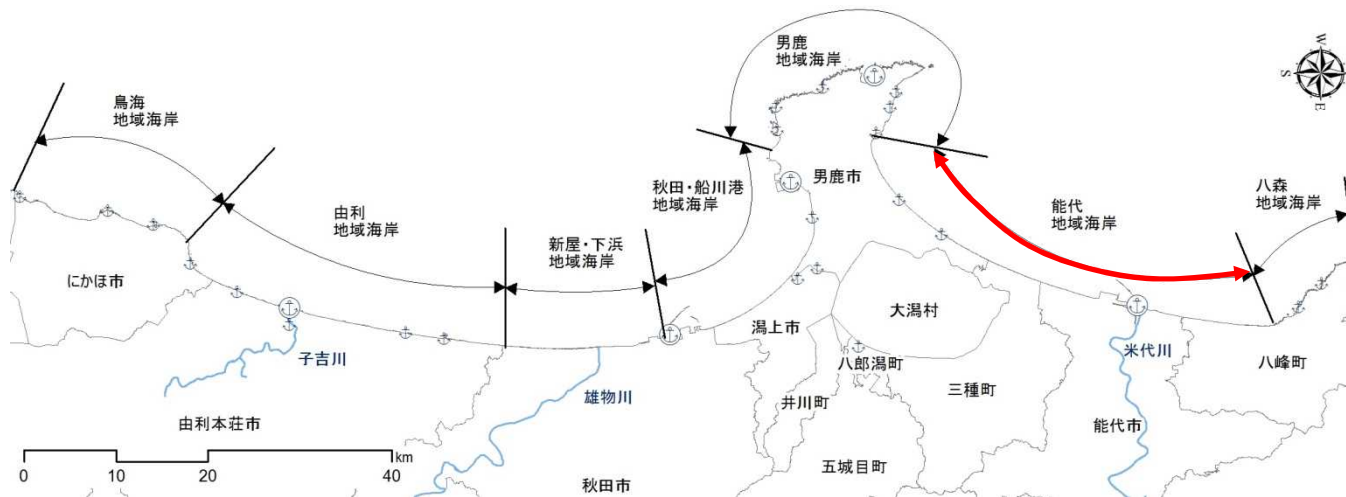 男鹿
地域海岸
鳥海
地域海岸
秋田・船川港
地域海岸
由利
地域海岸
新屋・下浜
地域海岸
能代
地域海岸
八森
地域海岸
W
S
E
男鹿市
にかほ市
大潟村
潟上市
八郎潟町
子吉川
雄物川
米代川
八峰町
三種町
井川町
由利本荘市
能代市
五城目町
秋田市
km
0 10 20 40